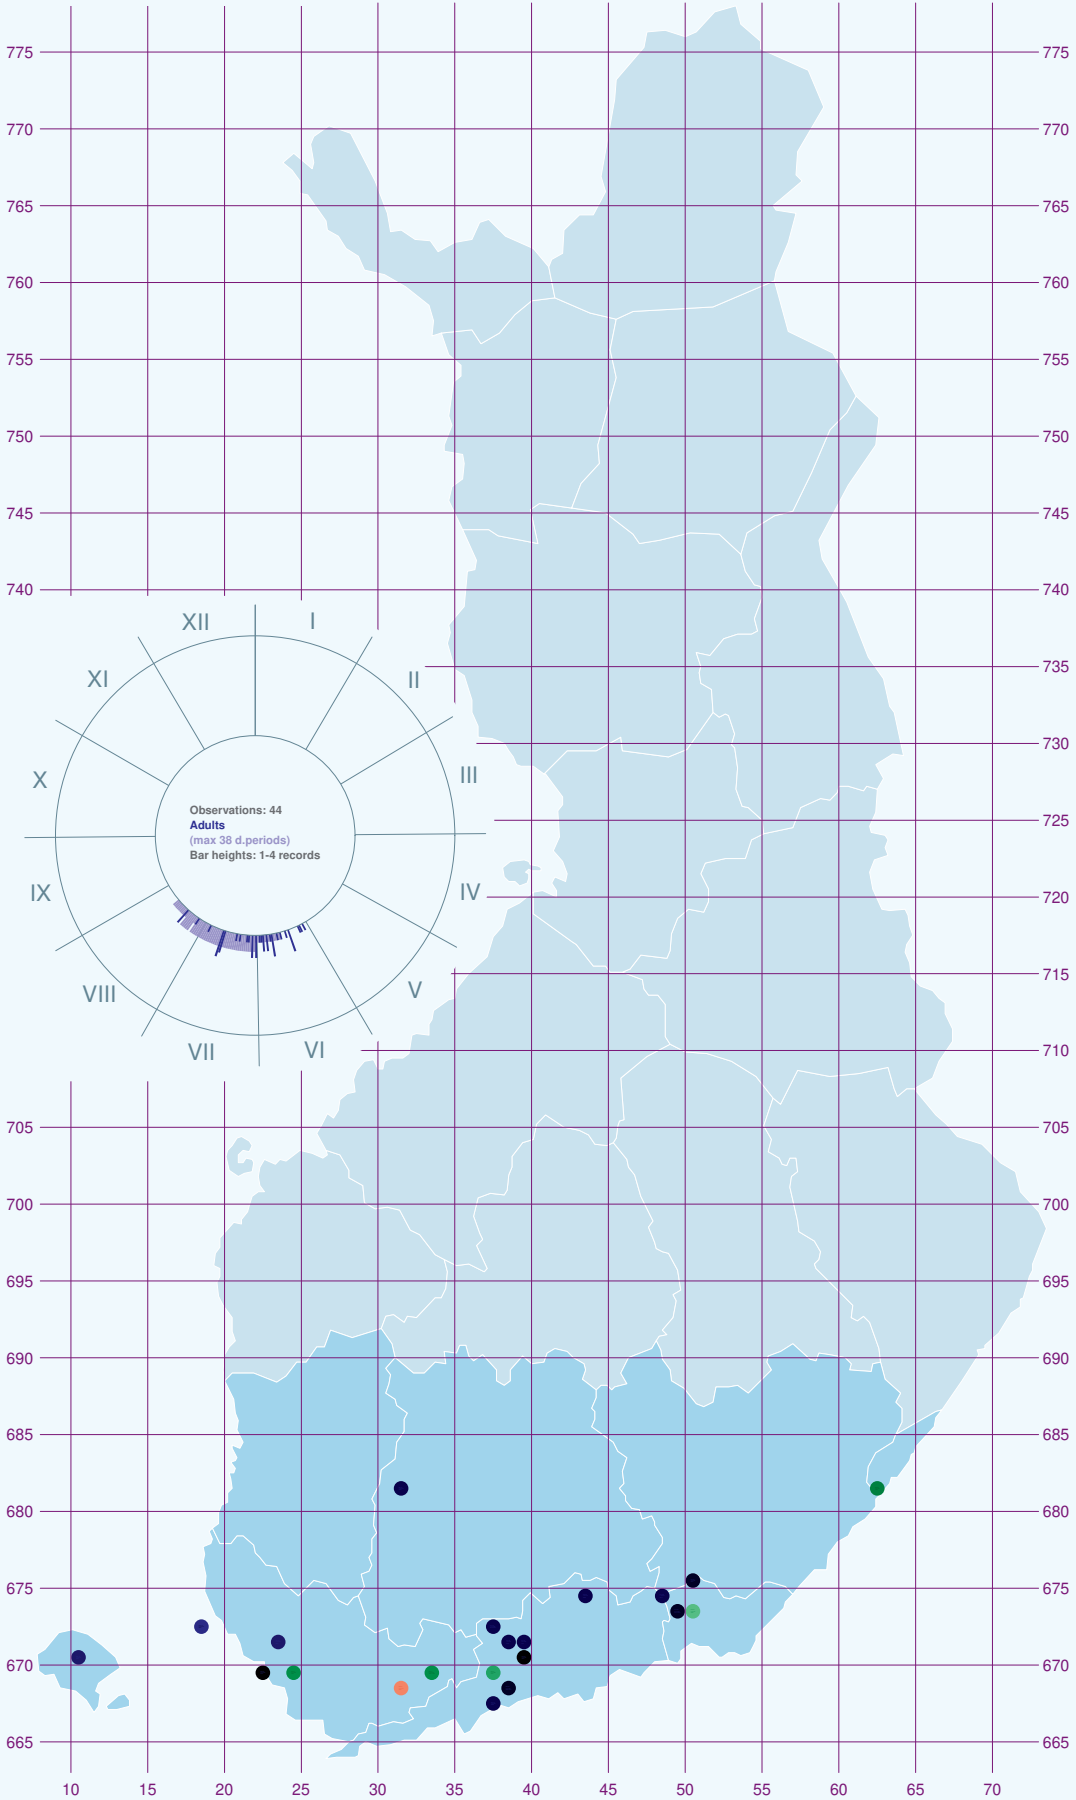 775 775
770 770
765 765
760 760
755 755
750 750
745 745
740 740
XII I
735
XI II
730
X III
Observations: 44
Adults
(max 38 d.periods)
Bar heights: 1-4 records
725
IX IV
720
VIII V
715
VII VI
710
705 705
700 700
695 695
690 690
685 685
680 680
675 675
670 670
665 665
10 15 20 25 30 35 40 45 50 55 60 65 70